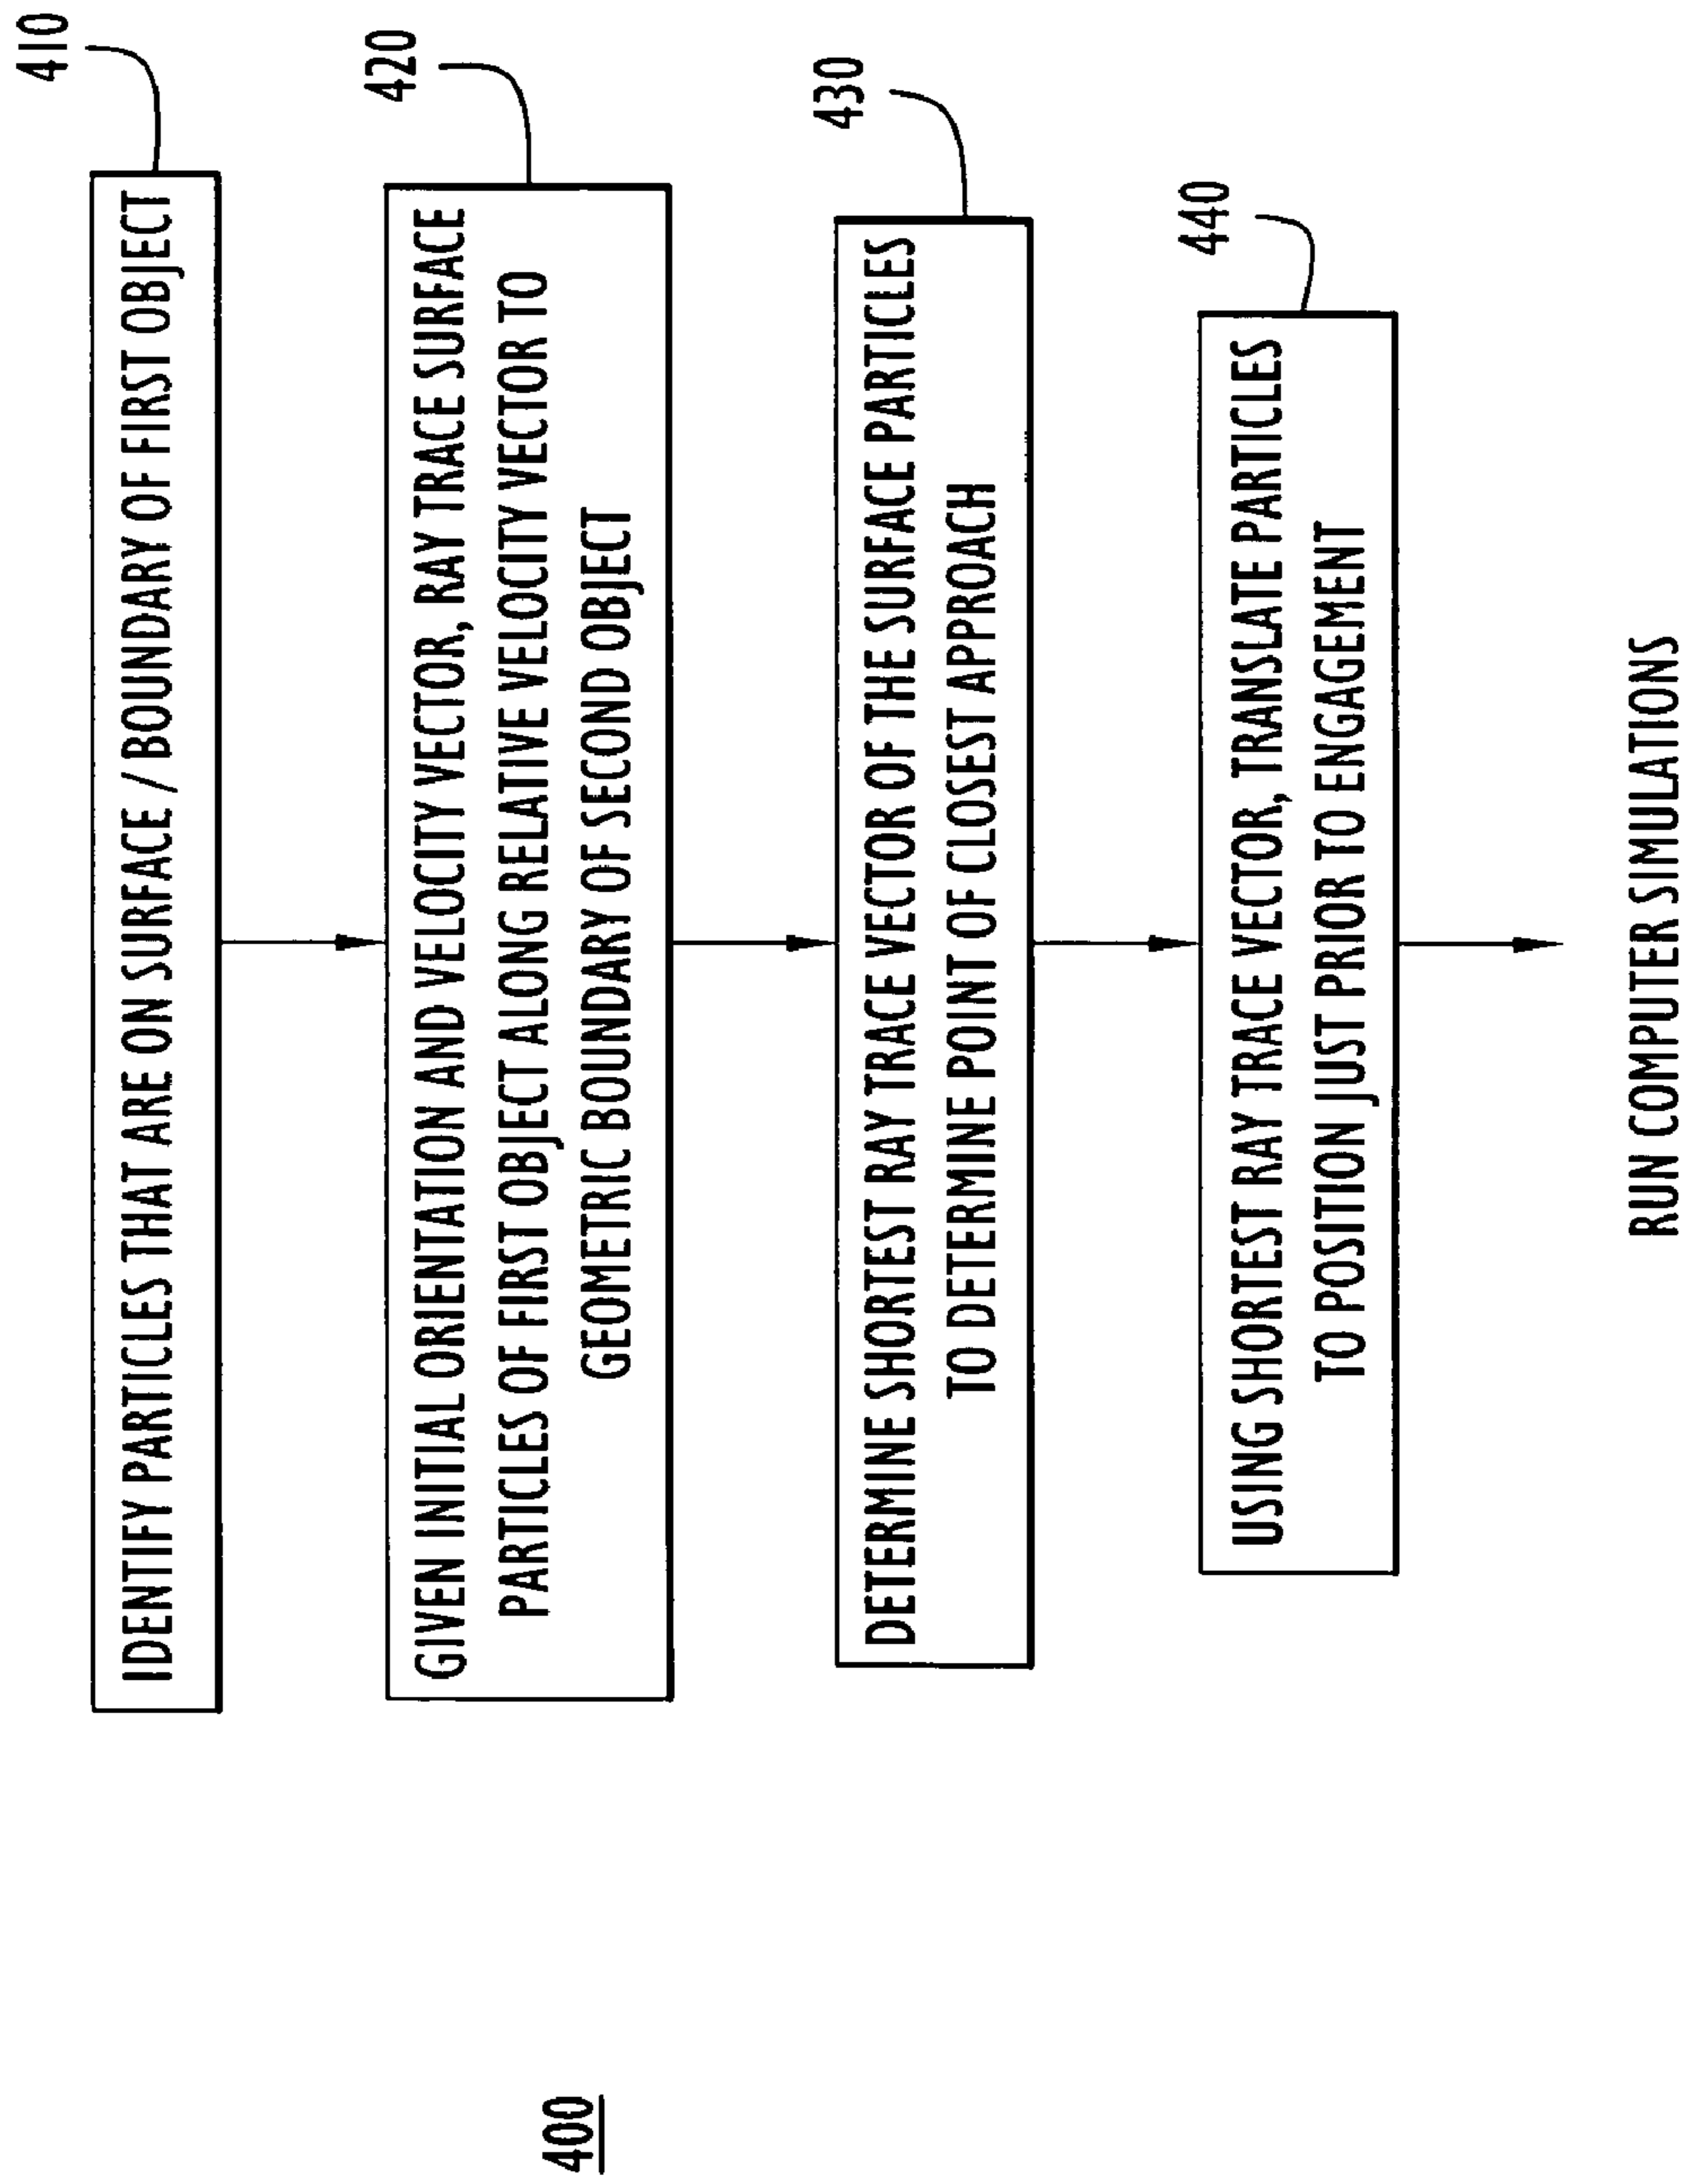 400
410
IDENTIFY PARTICLES THAT ARE ON SURFACE / BOUNDARY OF FIRST OBJECT
420
GIVEN INITIAL ORIENTATION AND VELOCITY VECTOR, RAY TRACE SURFACE
PARTICLES OF FIRST OBJECT ALONG RELATIVE VELOCITY VECTOR TO
GEOMETRIC BOUNDARY OF SECOND OBJECT
430
DETERMINE SHORTEST RAY TRACE VECTOR OF THE SURFACE PARTICLES
TO DETERMINE POINT OF CLOSEST APPROACH
440
USING SHORTEST RAY TRACE VECTOR, TRANSLATE PARTICLES
TO POSITION JUST PRIOR TO ENGAGEMENT
RUN COMPUTER SIMULATIONS